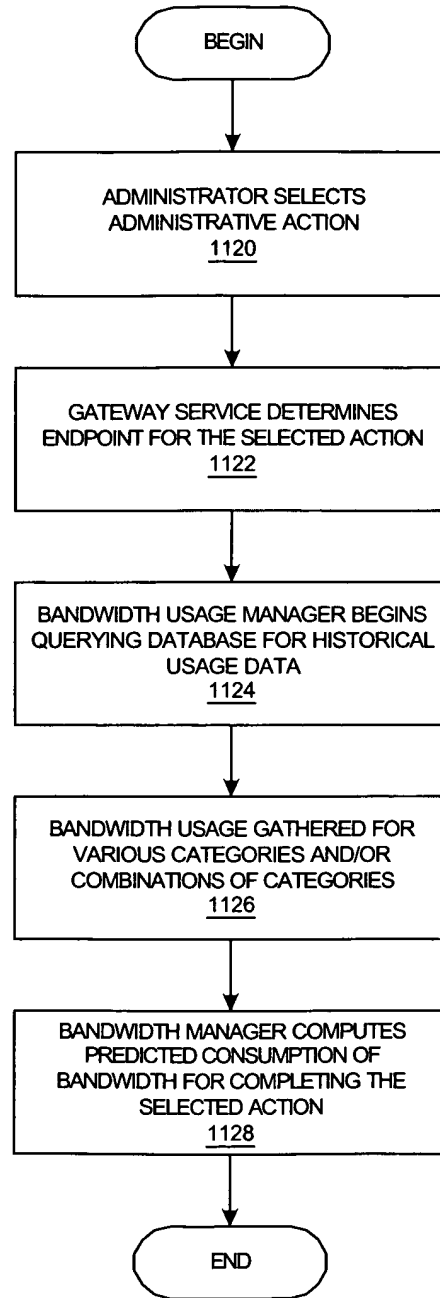 BEGIN
ADMINISTRATOR SELECTS
ADMINISTRATIVE ACTION
1120
GATEWAY SERVICE DETERMINES
ENDPOINT FOR THE SELECTED ACTION
1122
BANDWIDTH USAGE MANAGER BEGINS
QUERYING DATABASE FOR HISTORICAL
USAGE DATA
1124
BANDWIDTH USAGE GATHERED FOR
VARIOUS CATEGORIES AND/OR
COMBINATIONS OF CATEGORIES
1126
BANDWIDTH MANAGER COMPUTES
PREDICTED CONSUMPTION OF
BANDWIDTH FOR COMPLETING THE
SELECTED ACTION
1128
END